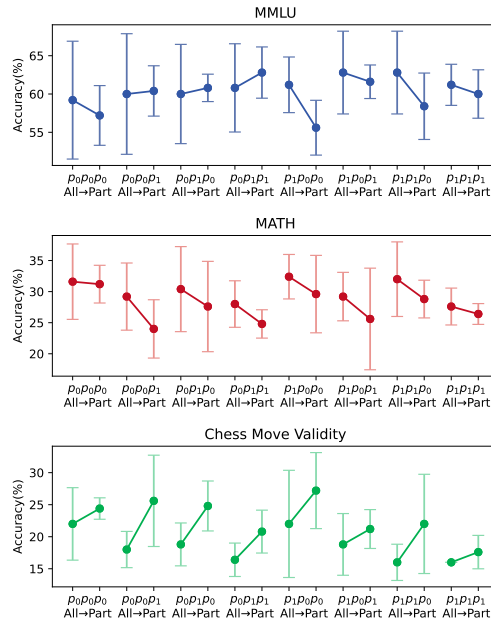 MMLU
Accuracy(%)
65
60
55
p₀p₀p₀ p₀p₀p₁ p₀p₁p₀ p₀p₁p₁ p₁p₀p₀ p₁p₀p₁ p₁p₁p₀ p₁p₁p₁
All→Part All→Part All→Part All→Part All→Part All→Part All→Part All→Part
MATH
Accuracy(%)
35
30
25
20
p₀p₀p₀ p₀p₀p₁ p₀p₁p₀ p₀p₁p₁ p₁p₀p₀ p₁p₀p₁ p₁p₁p₀ p₁p₁p₁
All→Part All→Part All→Part All→Part All→Part All→Part All→Part All→Part
Chess Move Validity
Accuracy(%)
30
25
20
15
p₀p₀p₀ p₀p₀p₁ p₀p₁p₀ p₀p₁p₁ p₁p₀p₀ p₁p₀p₁ p₁p₁p₀ p₁p₁p₁
All→Part All→Part All→Part All→Part All→Part All→Part All→Part All→Part